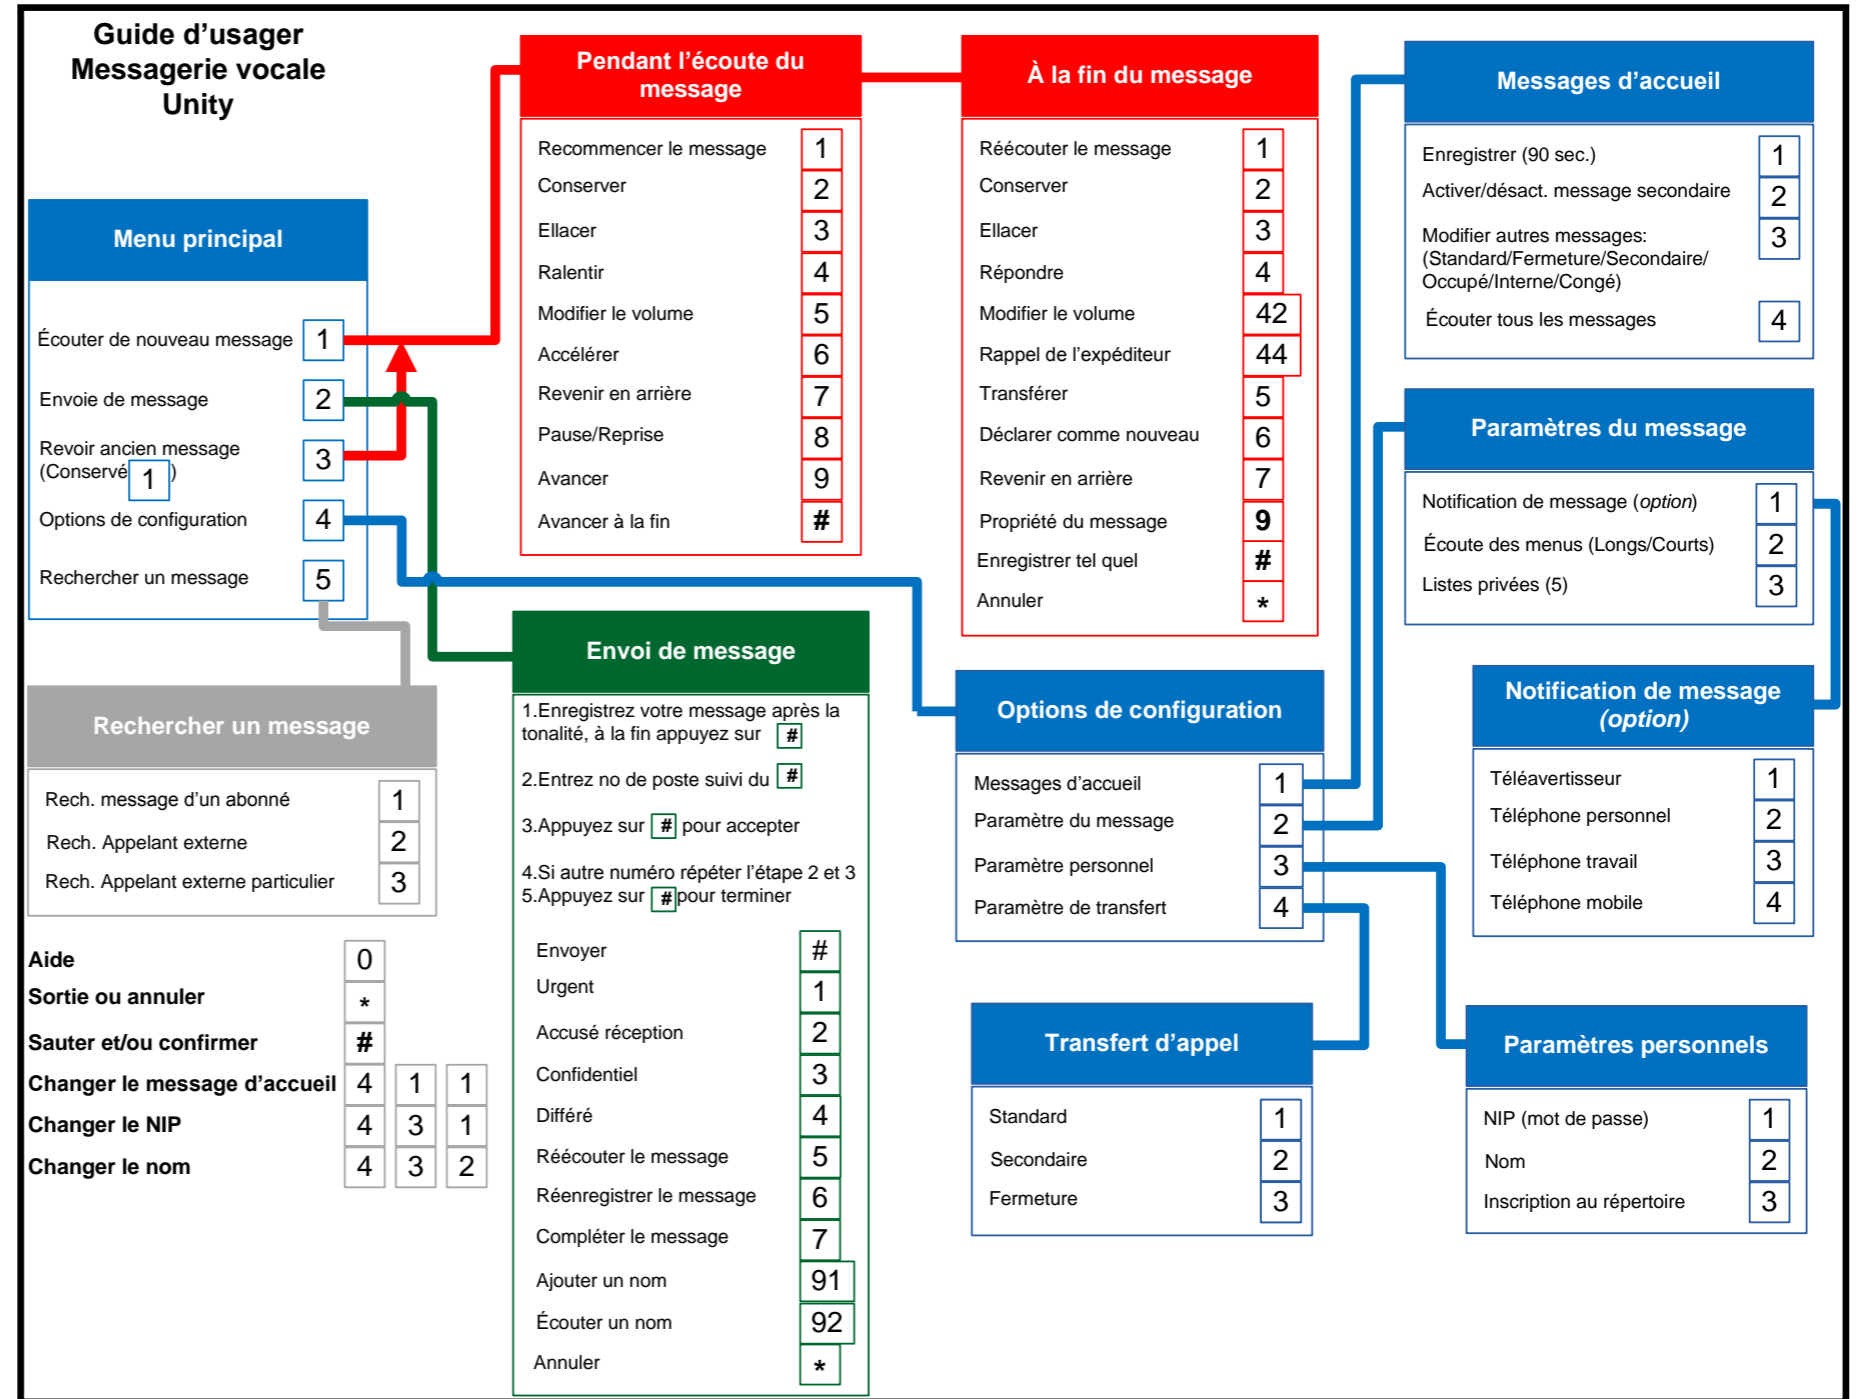 Guide d'usager
Messagerie vocale
Unity
Menu principal
Écouter de nouveau message 1
Envoie de message 2
Revoir ancien message
(Conservé 1 ) 3
Options de configuration 4
Rechercher un message 5
Rechercher un message
Rech. message d'un abonné 1
Rech. Appelant externe 2
Rech. Appelant externe particulier 3
Aide 0
Sortie ou annuler *
Sauter et/ou confirmer #
Changer le message d'accueil 4 1 1
Changer le NIP 4 3 1
Changer le nom 4 3 2
Pendant l'écoute du
message
Recommencer le message 1
Conserver 2
Ellacer 3
Ralentir 4
Modifier le volume 5
Accélérer 6
Revenir en arrière 7
Pause/Reprise 8
Avancer 9
Avancer à la fin #
Envoi de message
1.Enregistrez votre message après la
tonalité, à la fin appuyez sur #
2.Entrez no de poste suivi du #
3.Appuyez sur # pour accepter
4.Si autre numéro répéter l'étape 2 et 3
5.Appuyez sur # pour terminer
Envoyer #
Urgent 1
Accusé réception 2
Confidentiel 3
Différé 4
Réécouter le message 5
Réenregistrer le message 6
Compléter le message 7
Ajouter un nom 91
Écouter un nom 92
Annuler *
À la fin du message
Réécouter le message 1
Conserver 2
Ellacer 3
Répondre 4
Modifier le volume 42
Rappel de l'expéditeur 44
Transférer 5
Déclarer comme nouveau 6
Revenir en arrière 7
Propriété du message 9
Enregistrer tel quel #
Annuler *
Options de configuration
Messages d'accueil 1
Paramètre du message 2
Paramètre personnel 3
Paramètre de transfert 4
Transfert d'appel
Standard 1
Secondaire 2
Fermeture 3
Messages d'accueil
Enregistrer (90 sec.) 1
Activer/désact. message secondaire 2
Modifier autres messages: 3
(Standard/Fermeture/Secondaire/
Occupé/Interne/Congé)
Écouter tous les messages 4
Paramètres du message
Notification de message (option) 1
Écoute des menus (Longs/Courts) 2
Listes privées (5) 3
Notification de message
(option)
Téléavertisseur 1
Téléphone personnel 2
Téléphone travail 3
Téléphone mobile 4
Paramètres personnels
NIP (mot de passe) 1
Nom 2
Inscription au répertoire 3